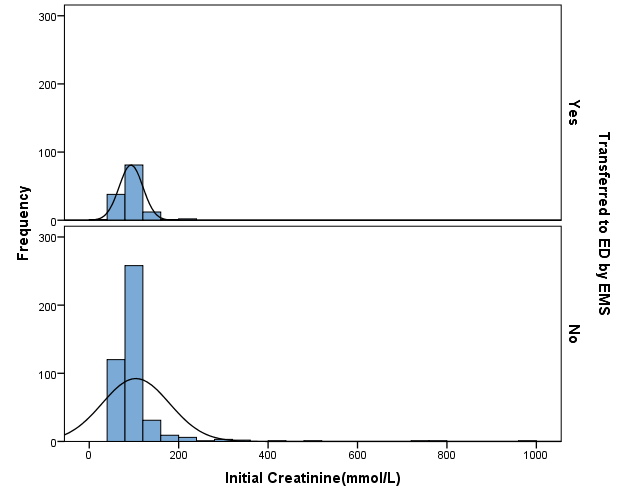 300
200
100
0
Yes
300
200
100
0
No
Frequency
Transferred to ED by EMS
0 200 400 600 800 1000
Initial Creatinine(mmol/L)